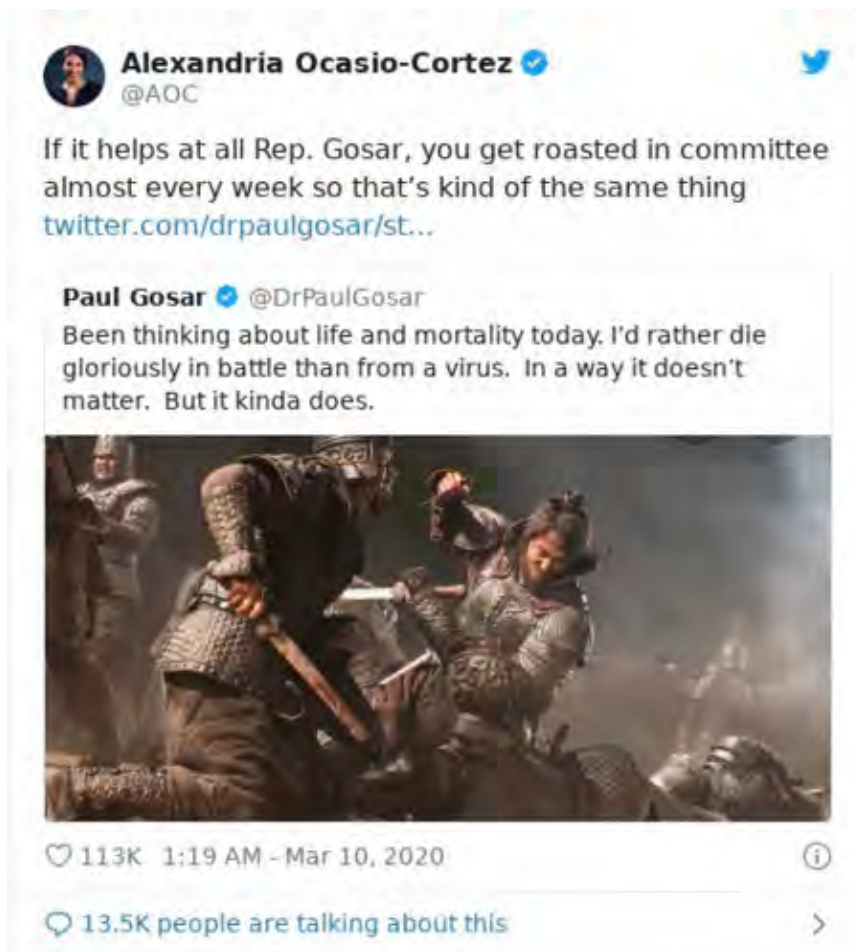 Alexandria Ocasio-Cortez
@AOC
If it helps at all Rep. Gosar, you get roasted in committee
almost every week so that’s kind of the same thing
twitter.com/drpaulgosar/st...
Paul Gosar @DrPaulGosar
Been thinking about life and mortality today. I’d rather die
gloriously in battle than from a virus. In a way it doesn’t
matter. But it kinda does.
113K 1:19 AM - Mar 10, 2020
13.5K people are talking about this